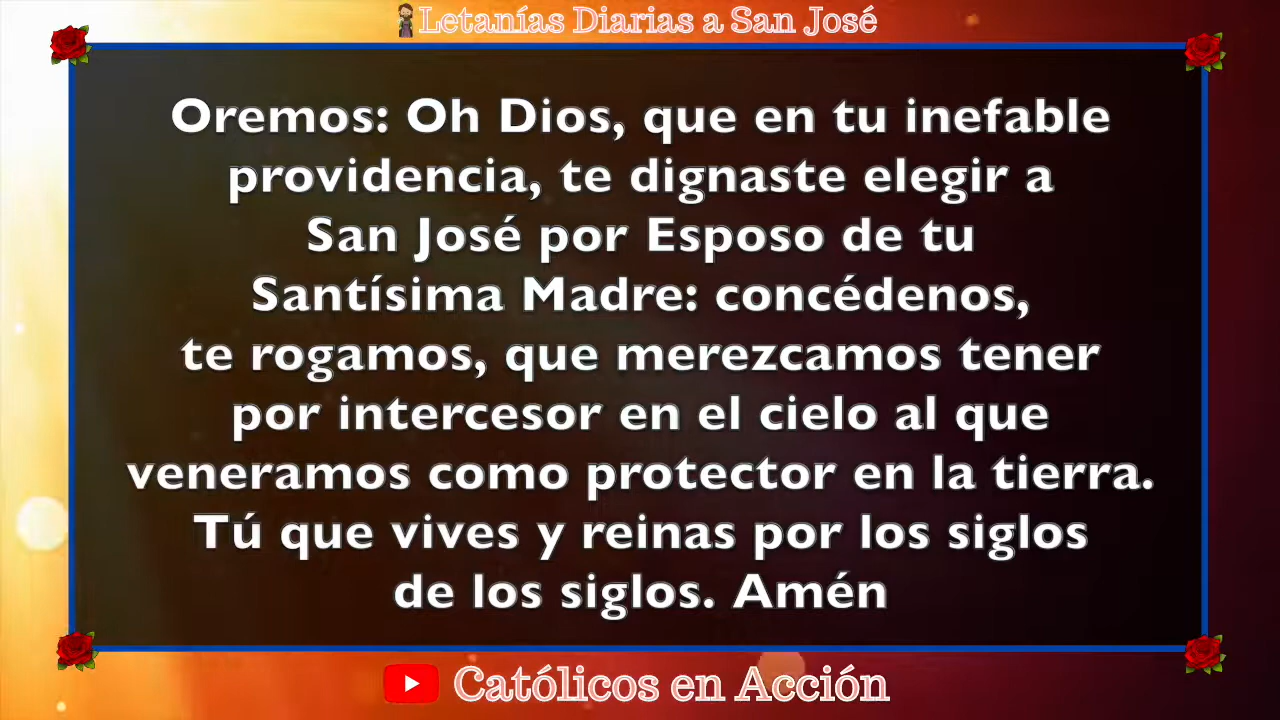 Letanías Diarias a San José
Oremos: Oh Dios, que en tu inefable
providencia, te dignaste elegir a
San José por Esposo de tu
Santísima Madre: concédenos,
te rogamos, que merezcamos tener
por intercesor en el cielo al que
veneramos como protector en la tierra.
Tú que vives y reinas por los siglos
de los siglos. Amén
Católicos en Acción